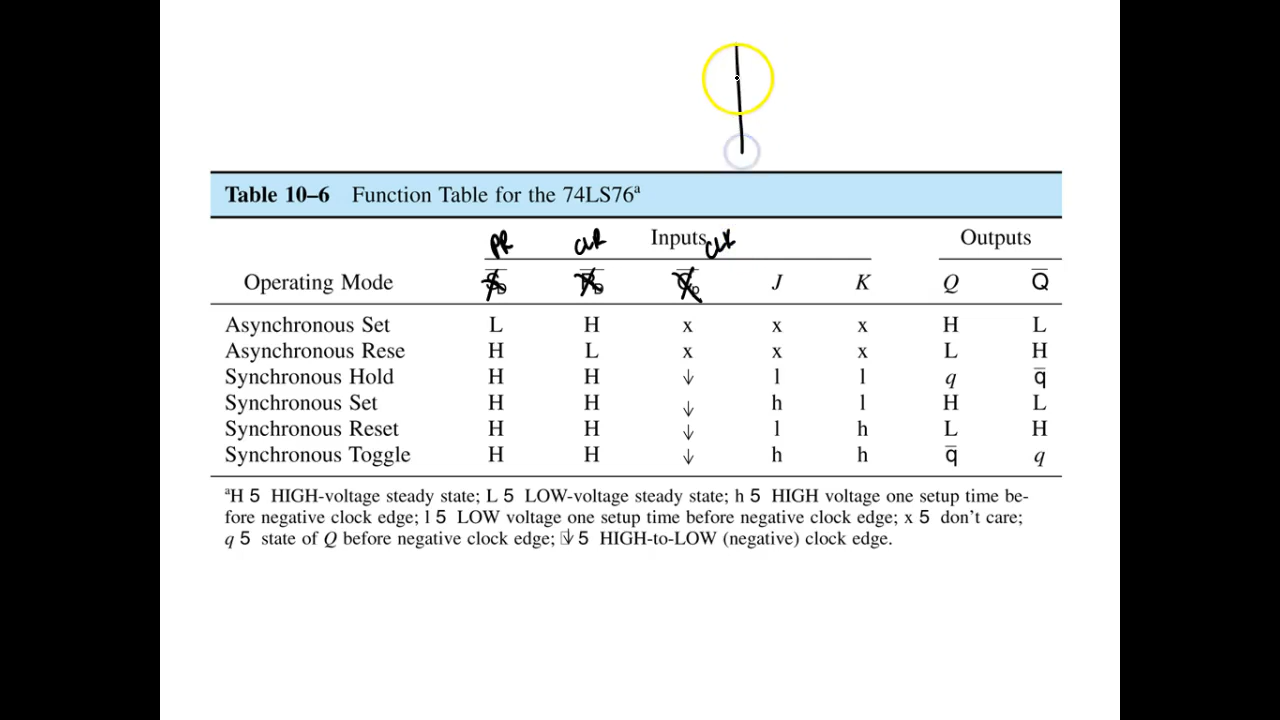 Table 10–6 Function Table for the 74LS76ª
PR CLR Inputs CLK Outputs
Operating Mode J K Q Q̅
Asynchronous Set L H x x x H L
Asynchronous Rese H L x x x L H
Synchronous Hold H H ↓ l l q q̅
Synchronous Set H H ↓ h l H L
Synchronous Reset H H ↓ l h L H
Synchronous Toggle H H ↓ h h q̅ q
ªH 5 HIGH-voltage steady state; L 5 LOW-voltage steady state; h 5 HIGH voltage one setup time be-
fore negative clock edge; l 5 LOW voltage one setup time before negative clock edge; x 5 don't care;
q 5 state of Q before negative clock edge; ↓ 5 HIGH-to-LOW (negative) clock edge.